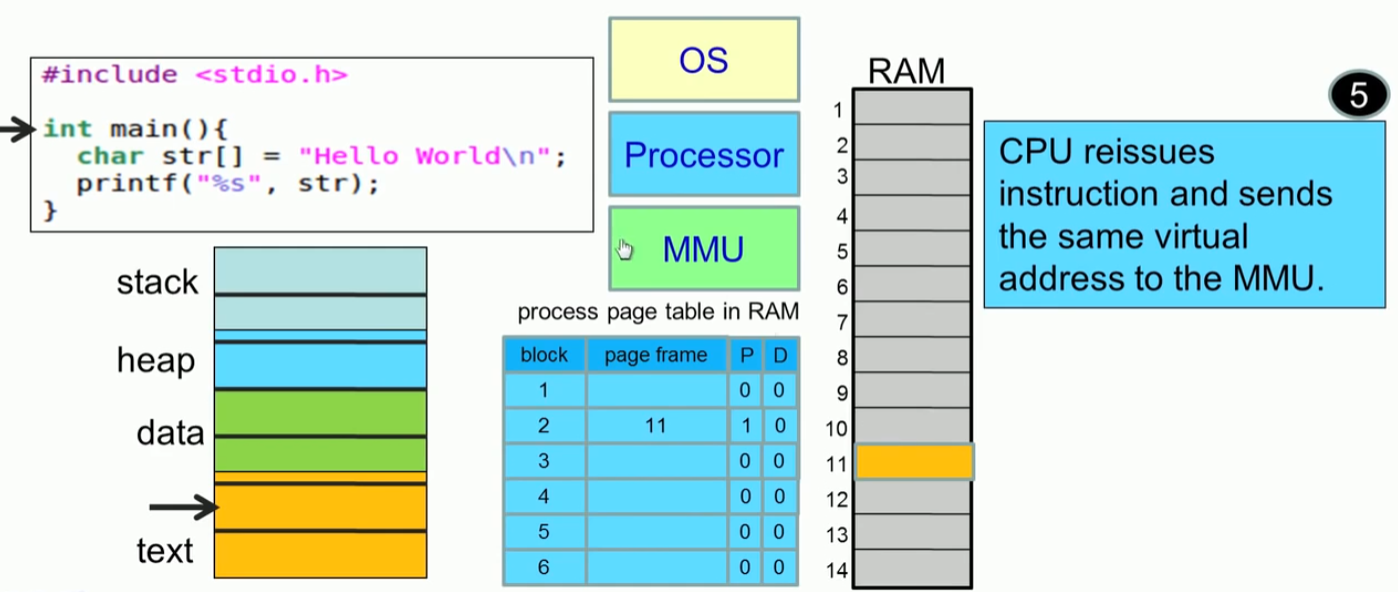 #include <stdio.h>
int main(){
char str[] = "Hello World\n";
printf("%s", str);
}
OS
Processor
MMU
RAM
1
2
3
4
5
6
7
8
9
10
11
12
13
14
5
CPU reissues
instruction and sends
the same virtual
address to the MMU.
stack
heap
data
text
process page table in RAM
block page frame P D
1 0 0
2 11 1 0
3 0 0
4 0 0
5 0 0
6 0 0